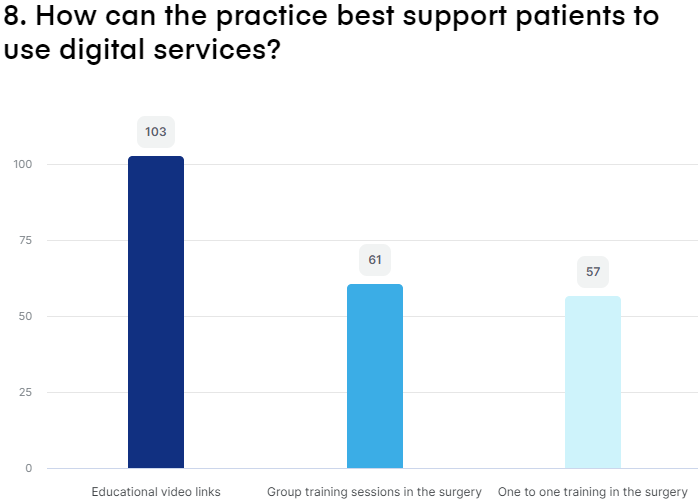 8. How can the practice best support patients to
use digital services?
103
100
75
61
57
50
25
0
Educational video links
Group training sessions in the surgery
One to one training in the surgery